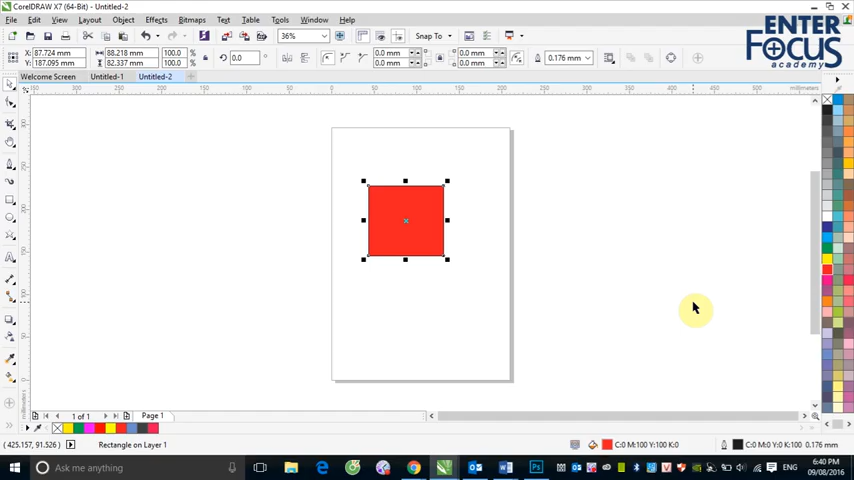 CorelDRAW X7 (64-Bit) - Untitled-2
File Edit View Layout Object Effects Bitmaps Text Table Tools Window Help
36% Snap To
X: 87.724 mm 88.218 mm 100.0 0.0 0.0 mm 0.0 mm 0.176 mm
Y: 187.095 mm 82.337 mm 100.0 0.0 mm 0.0 mm
ENTER
FOCUS
academy
Welcome Screen Untitled-1 Untitled-2
millimeters
1 of 1 Page 1
( 425.157, 91.526 ) Rectangle on Layer 1 C:0 M:100 Y:100 K:0 C:0 M:0 Y:0 K:100 0.176 mm
Ask me anything ENG 6:40 PM
09/08/2016